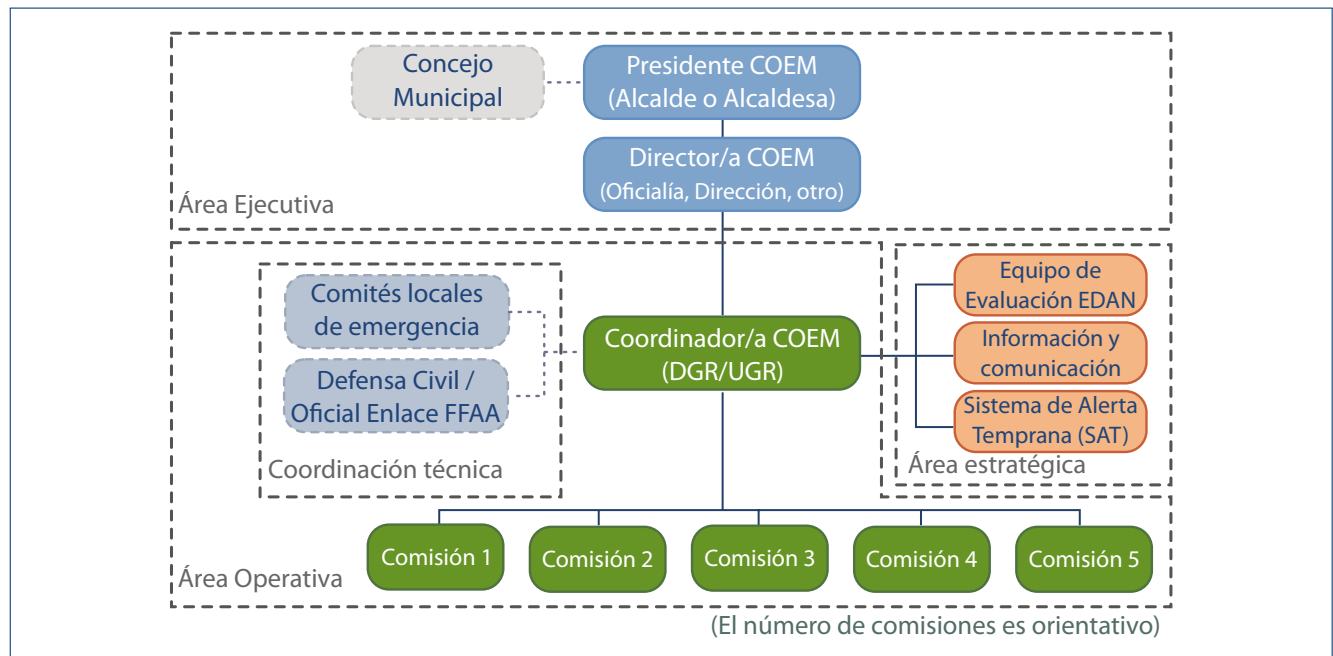 Concejo
Municipal
Presidente COEM
(Alcalde o Alcaldesa)
Director/a COEM
(Oficialía, Dirección, otro)
Área Ejecutiva
Comités locales
de emergencia
Defensa Civil /
Oficial Enlace FFAA
Coordinación técnica
Coordinador/a COEM
(DGR/UGR)
Equipo de
Evaluación EDAN
Información y
comunicación
Sistema de Alerta
Temprana (SAT)
Área estratégica
Comisión 1
Comisión 2
Comisión 3
Comisión 4
Comisión 5
Área Operativa
(El número de comisiones es orientativo)